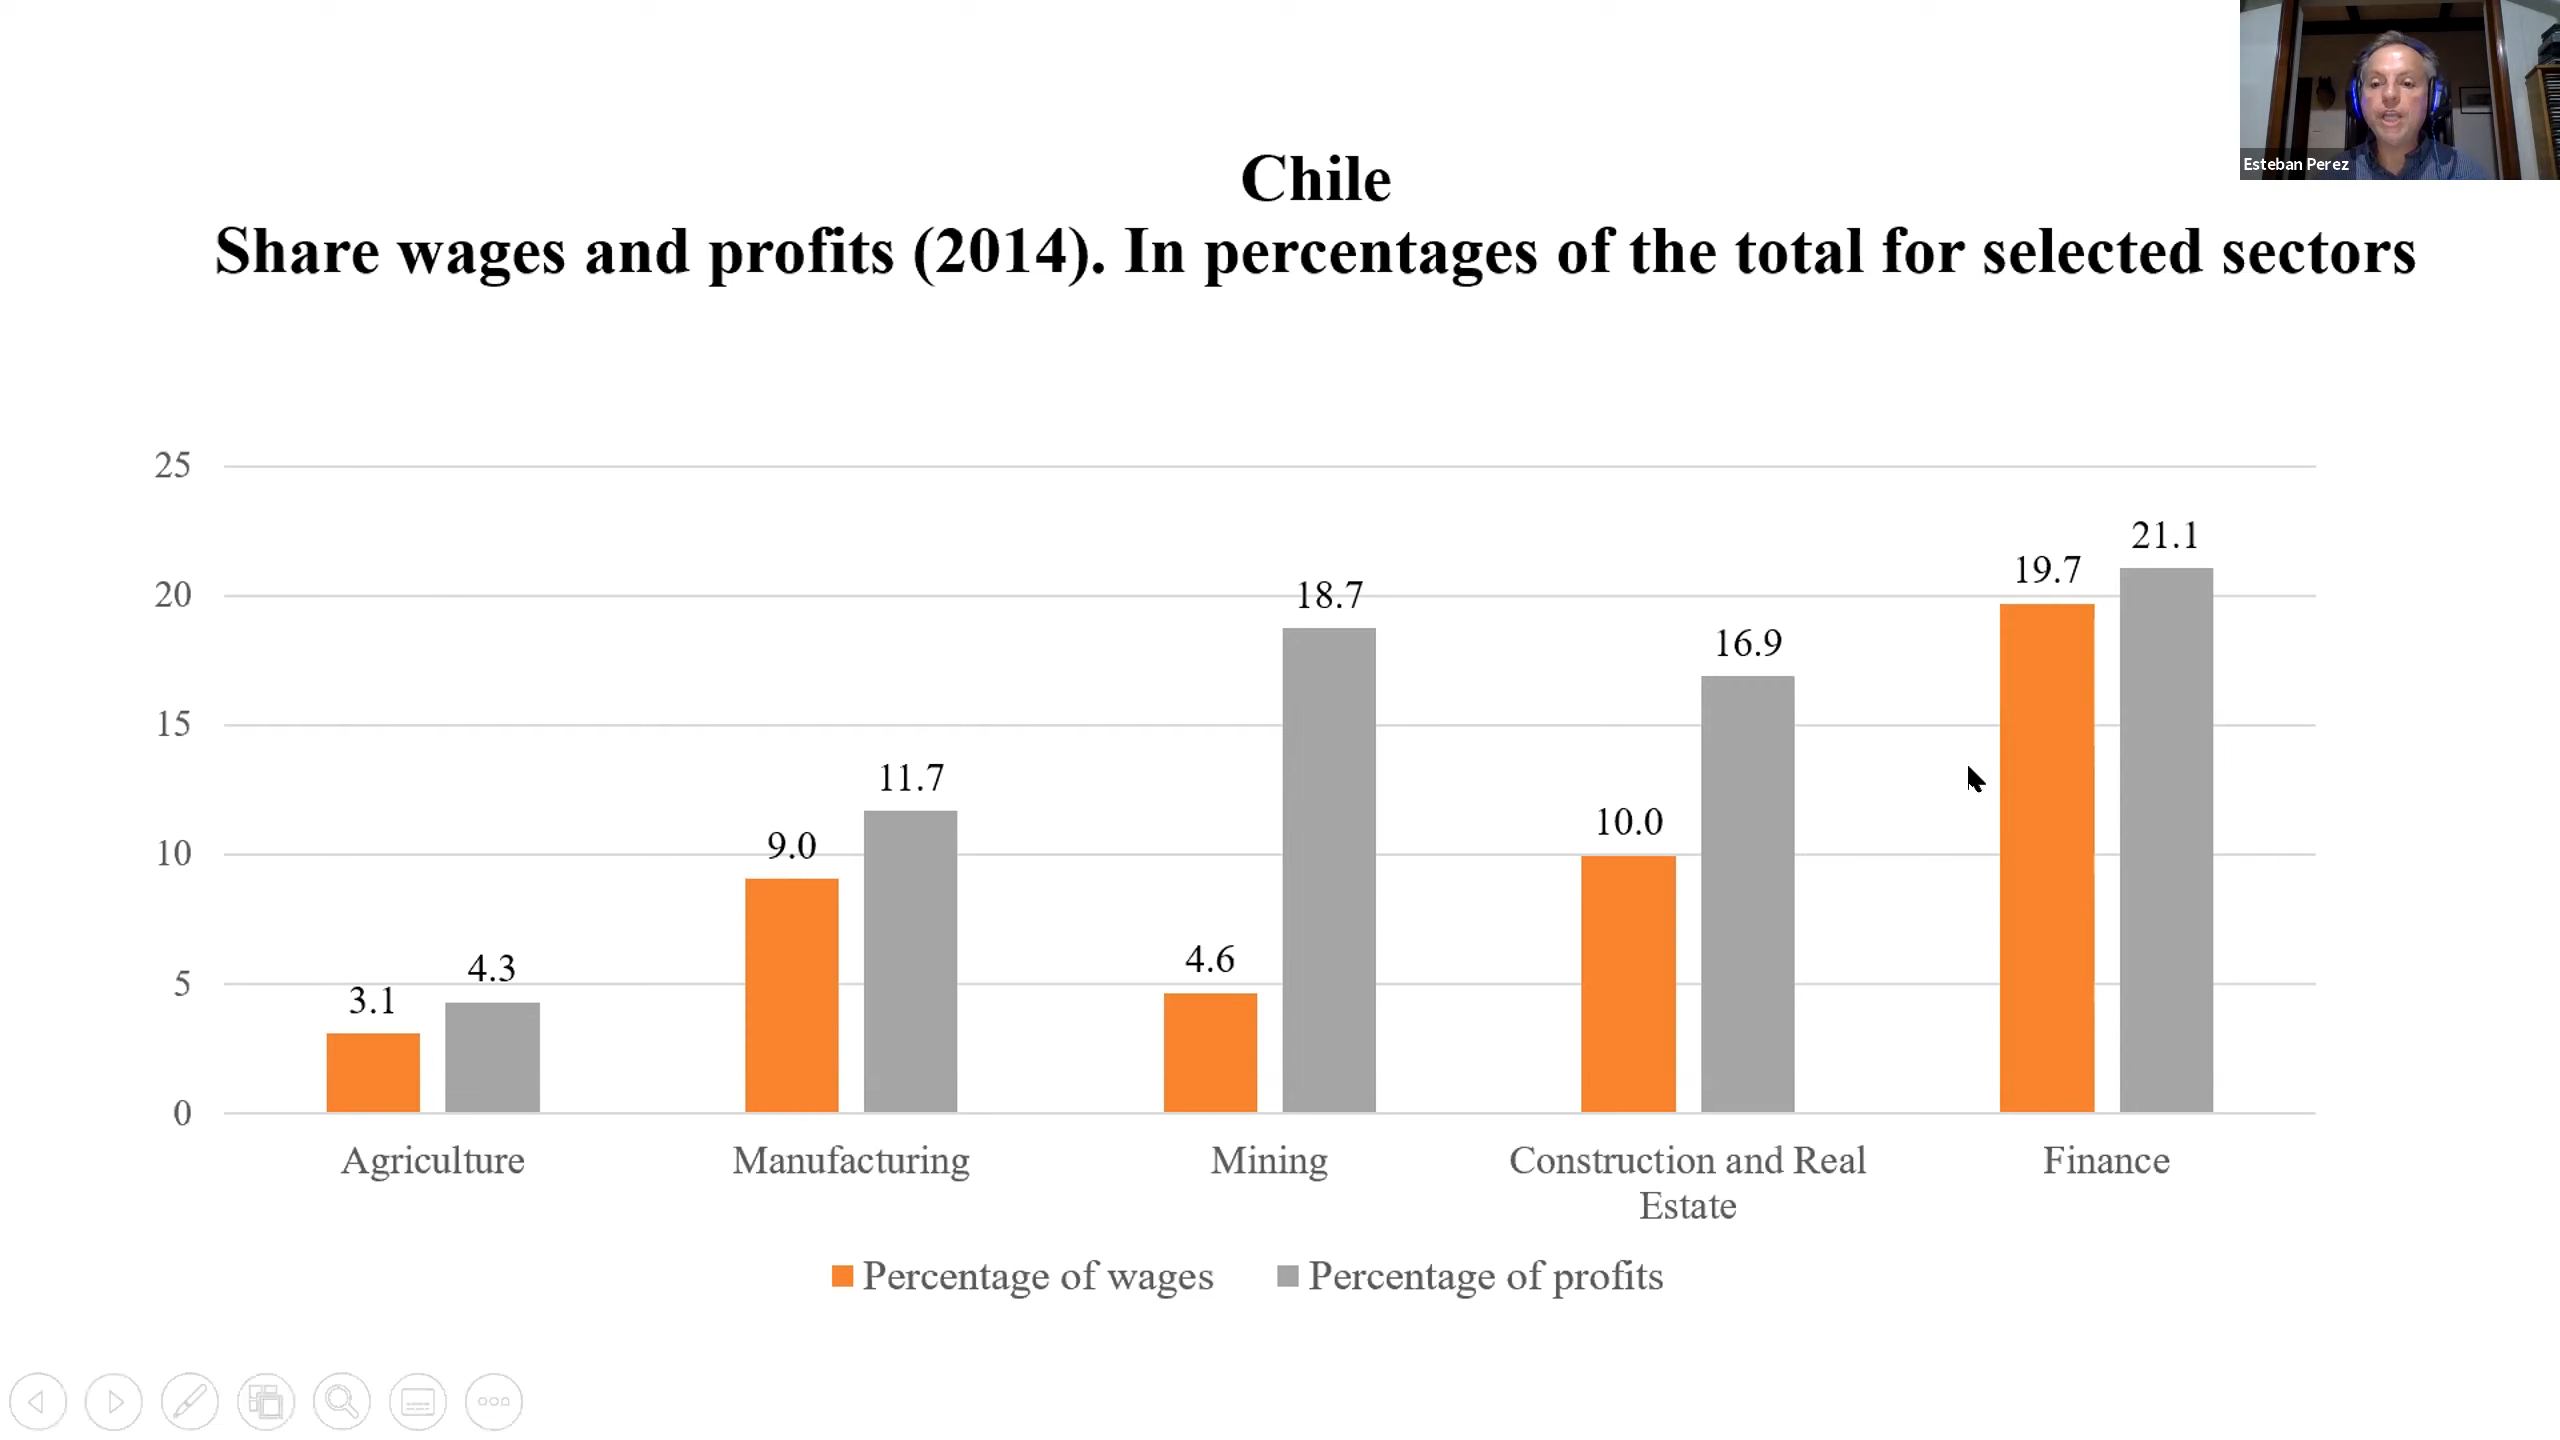 Esteban Perez
Chile
Share wages and profits (2014). In percentages of the total for selected sectors
25
20
15
10
5
0
3.1
4.3
9.0
11.7
4.6
18.7
10.0
16.9
19.7
21.1
Agriculture
Manufacturing
Mining
Construction and Real
Estate
Finance
Percentage of wages
Percentage of profits